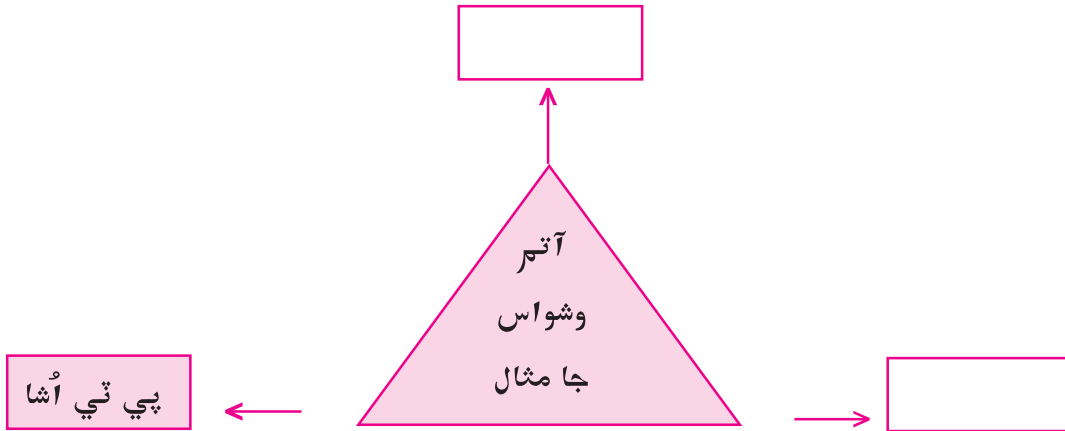 آتم
وشواس
جا مثال
پي ٽي اُشا